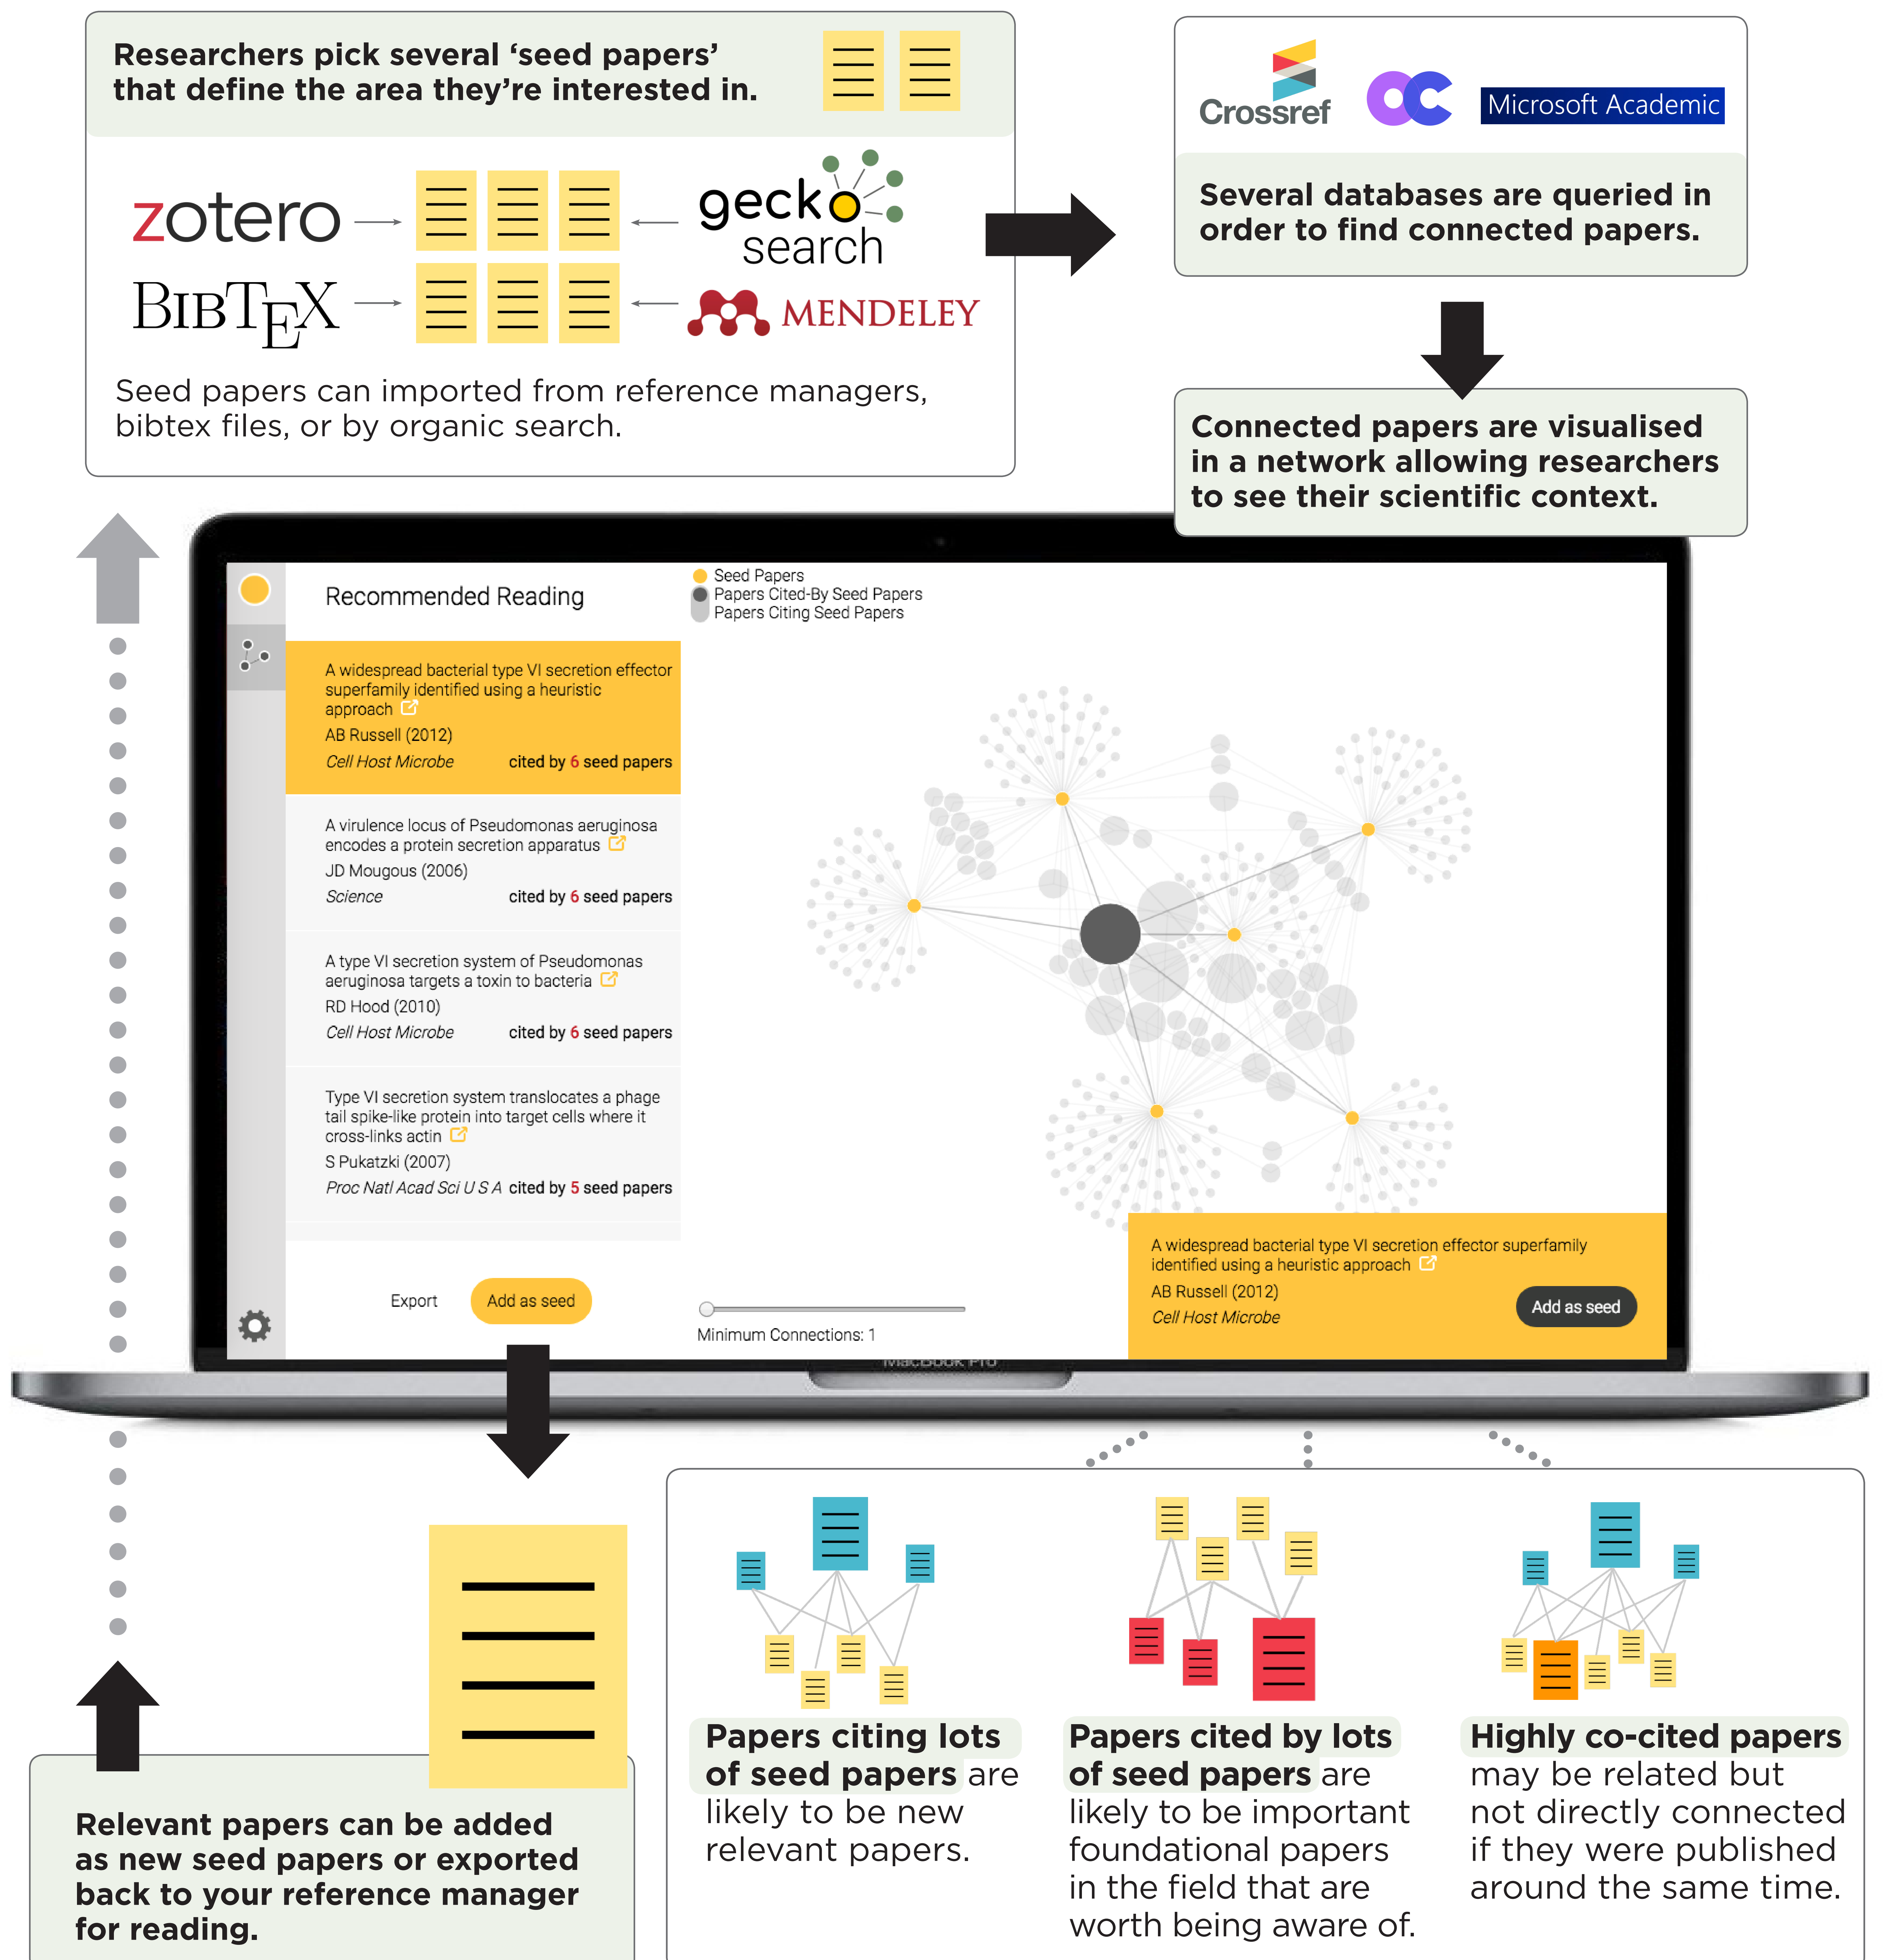 Researchers pick several ‘seed papers’
that define the area they’re interested in.
zotero
gecko
search
BIBTEX
MENDELEY
Seed papers can imported from reference managers,
bibtex files, or by organic search.
Crossref
OC
Microsoft Academic
Several databases are queried in
order to find connected papers.
Connected papers are visualised
in a network allowing researchers
to see their scientific context.
Recommended Reading
A widespread bacterial type VI secretion effector
superfamily identified using a heuristic
approach
AB Russell (2012)
Cell Host Microbe cited by 6 seed papers
A virulence locus of Pseudomonas aeruginosa
encodes a protein secretion apparatus
JD Mougous (2006)
Science cited by 6 seed papers
A type VI secretion system of Pseudomonas
aeruginosa targets a toxin to bacteria
RD Hood (2010)
Cell Host Microbe cited by 6 seed papers
Type VI secretion system translocates a phage
tail spike-like protein into target cells where it
cross-links actin
S Pukatzki (2007)
Proc Natl Acad Sci U S A cited by 5 seed papers
Export
Add as seed
Seed Papers
Papers Cited-By Seed Papers
Papers Citing Seed Papers
Minimum Connections: 1
A widespread bacterial type VI secretion effector superfamily
identified using a heuristic approach
AB Russell (2012)
Cell Host Microbe
Add as seed
MacBook Pro
Relevant papers can be added
as new seed papers or exported
back to your reference manager
for reading.
Papers citing lots
of seed papers are
likely to be new
relevant papers.
Papers cited by lots
of seed papers are
likely to be important
foundational papers
in the field that are
worth being aware of.
Highly co-cited papers
may be related but
not directly connected
if they were published
around the same time.